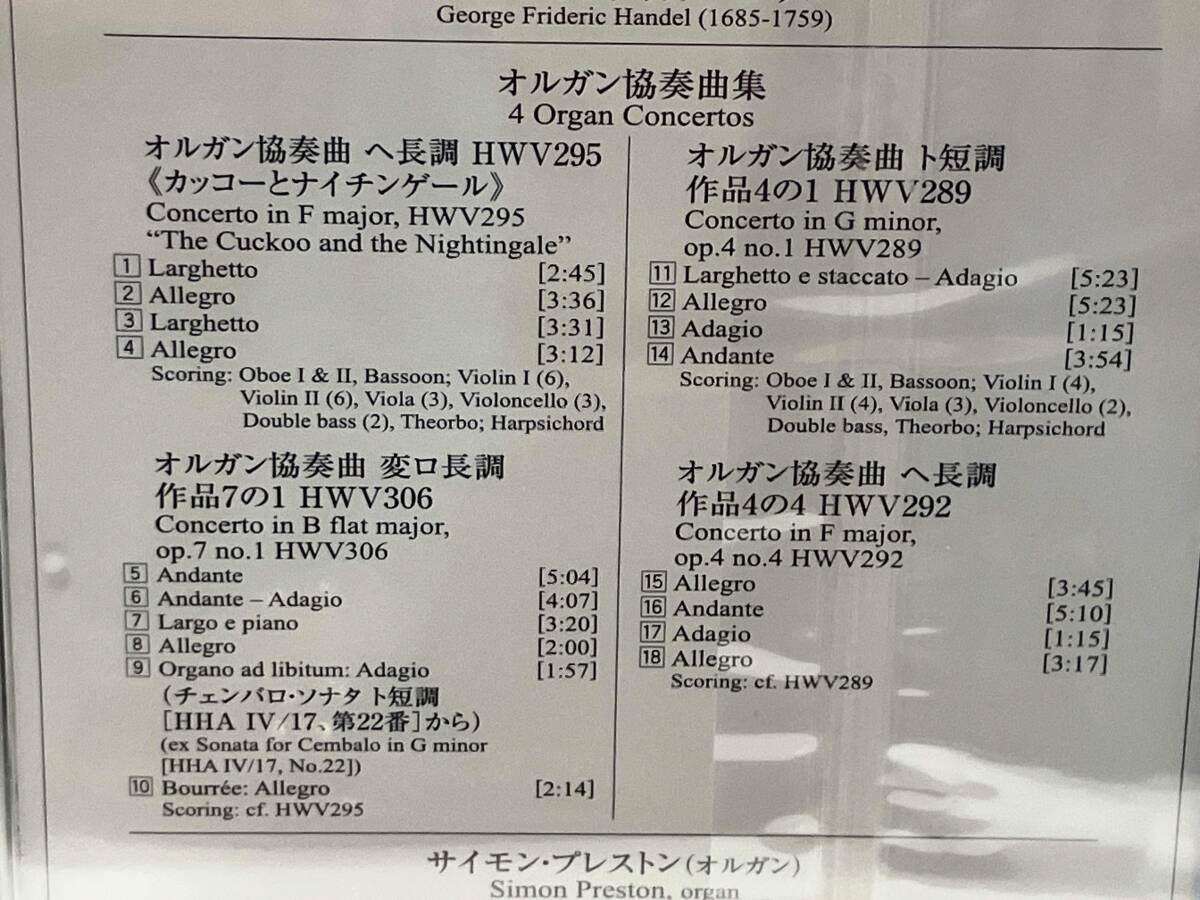 George Frideric Handel (1685-1759)
オルガン協奏曲集
4 Organ Concertos
オルガン協奏曲 ヘ長調 HWV295
《カッコーとナイチンゲール》
Concerto in F major, HWV295
“The Cuckoo and the Nightingale”
1 Larghetto [2:45]
2 Allegro [3:36]
3 Larghetto [3:31]
4 Allegro [3:12]
Scoring: Oboe I & II, Bassoon; Violin I (6),
Violin II (6), Viola (3), Violoncello (3),
Double bass (2), Theorbo; Harpsichord
オルガン協奏曲 変ロ長調
作品7の1 HWV306
Concerto in B flat major,
op.7 no.1 HWV306
5 Andante [5:04]
6 Andante – Adagio [4:07]
7 Largo e piano [3:20]
8 Allegro [2:00]
9 Organo ad libitum: Adagio [1:57]
(チェンバロ・ソナタ ト短調
[HHA IV/17、第22番]から)
(ex Sonata for Cembalo in G minor
[HHA IV/17, No.22])
10 Bourrée: Allegro [2:14]
Scoring: cf. HWV295
オルガン協奏曲 ト短調
作品4の1 HWV289
Concerto in G minor,
op.4 no.1 HWV289
11 Larghetto e staccato – Adagio [5:23]
12 Allegro [5:23]
13 Adagio [1:15]
14 Andante [3:54]
Scoring: Oboe I & II, Bassoon; Violin I (4),
Violin II (4), Viola (3), Violoncello (2),
Double bass, Theorbo; Harpsichord
オルガン協奏曲 ヘ長調
作品4の4 HWV292
Concerto in F major,
op.4 no.4 HWV292
15 Allegro [3:45]
16 Andante [5:10]
17 Adagio [1:15]
18 Allegro [3:17]
Scoring: cf. HWV289
サイモン・プレストン(オルガン)
Simon Preston, organ